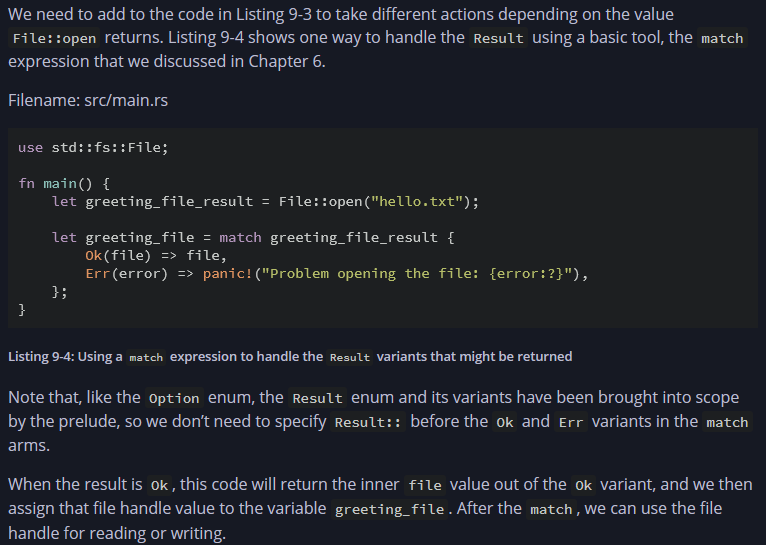 We need to add to the code in Listing 9-3 to take different actions depending on the value
File::open returns. Listing 9-4 shows one way to handle the Result using a basic tool, the match
expression that we discussed in Chapter 6.
Filename: src/main.rs
use std::fs::File;
fn main() {
    let greeting_file_result = File::open("hello.txt");
    let greeting_file = match greeting_file_result {
        Ok(file) => file,
        Err(error) => panic!("Problem opening the file: {error:?}"),
    };
}
Listing 9-4: Using a match expression to handle the Result variants that might be returned
Note that, like the Option enum, the Result enum and its variants have been brought into scope
by the prelude, so we don’t need to specify Result:: before the Ok and Err variants in the match
arms.
When the result is Ok, this code will return the inner file value out of the Ok variant, and we then
assign that file handle value to the variable greeting_file. After the match, we can use the file
handle for reading or writing.